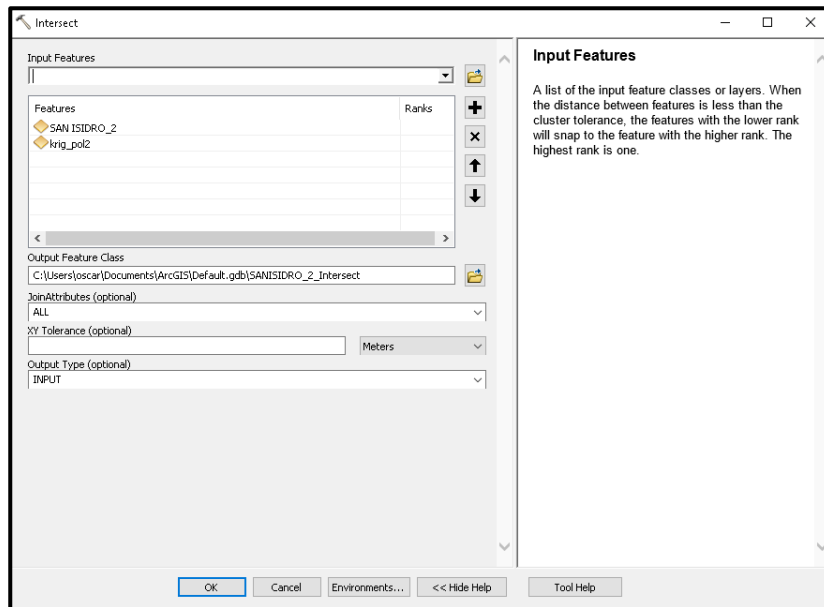 Intersect
Input Features
Features Ranks
SAN ISIDRO_2
krig_pol2
Output Feature Class
C:\Users\oscar\Documents\ArcGIS\Default.gdb\SANISIDRO_2_Intersect
JoinAttributes (optional)
ALL
XY Tolerance (optional)
Meters
Output Type (optional)
INPUT
Input Features
A list of the input feature classes or layers. When
the distance between features is less than the
cluster tolerance, the features with the lower rank
will snap to the feature with the higher rank. The
highest rank is one.
OK Cancel Environments... << Hide Help Tool Help